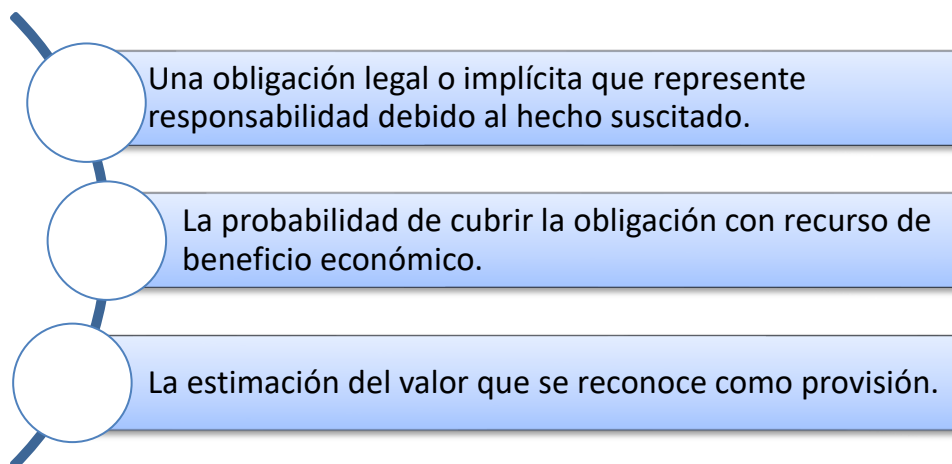 Una obligación legal o implícita que represente
responsabilidad debido al hecho suscitado.
La probabilidad de cubrir la obligación con recurso de
beneficio económico.
La estimación del valor que se reconoce como provisión.